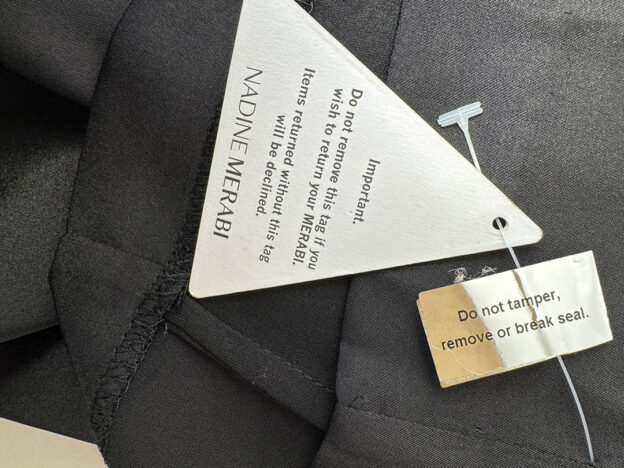 Important.
Do not remove this tag if you
wish to return your MERABI.
Items returned without this tag
will be declined.
NADINE MERABI
Do not tamper,
remove or break seal.